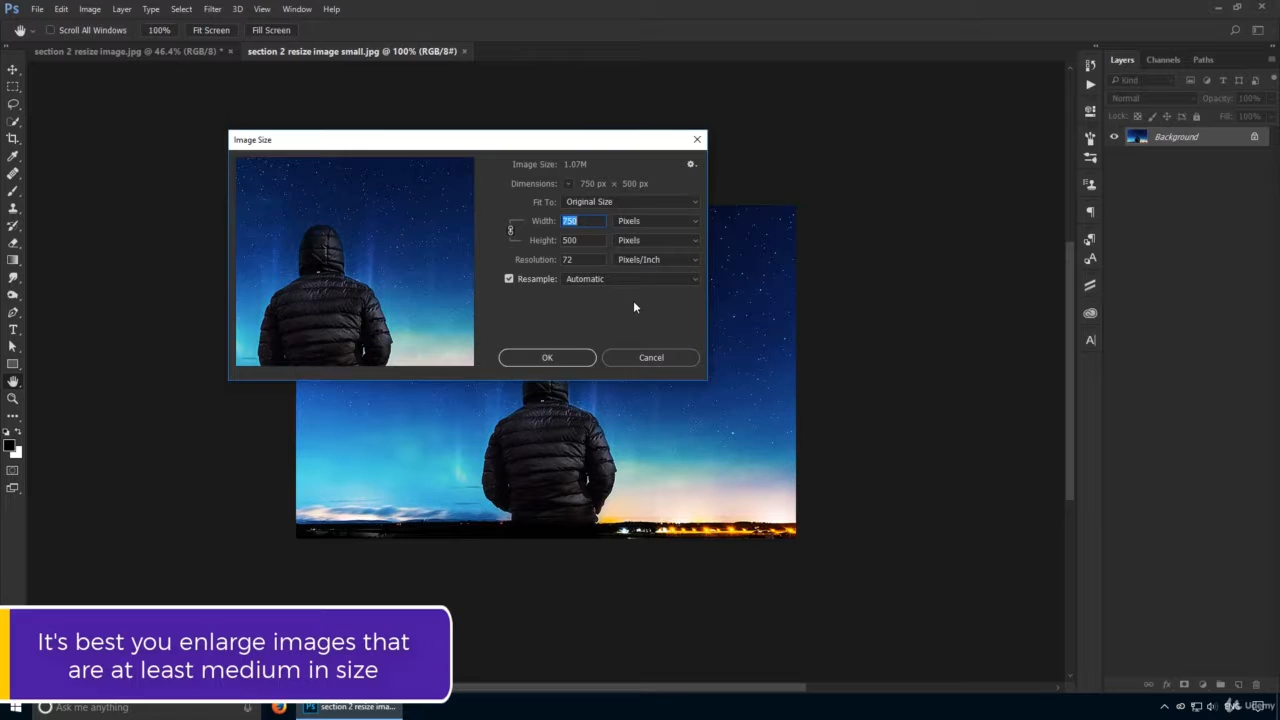 Ps File Edit Image Layer Type Select Filter 3D View Window Help
Scroll All Windows 100% Fit Screen Fill Screen
section 2 resize image.jpg @ 46.4% (RGB/8) * × section 2 resize image small.jpg @ 100% (RGB/8#) ×
Layers Channels Paths
Kind
Normal Opacity: 100%
Lock: Fill: 100%
Background
Image Size
Image Size: 1.07M
Dimensions: 750 px × 500 px
Fit To: Original Size
Width: 750 Pixels
Height: 500 Pixels
Resolution: 72 Pixels/Inch
Resample: Automatic
OK Cancel
It's best you enlarge images that
are at least medium in size
Ask me anything
Ps section 2 resize ima...
Udemy